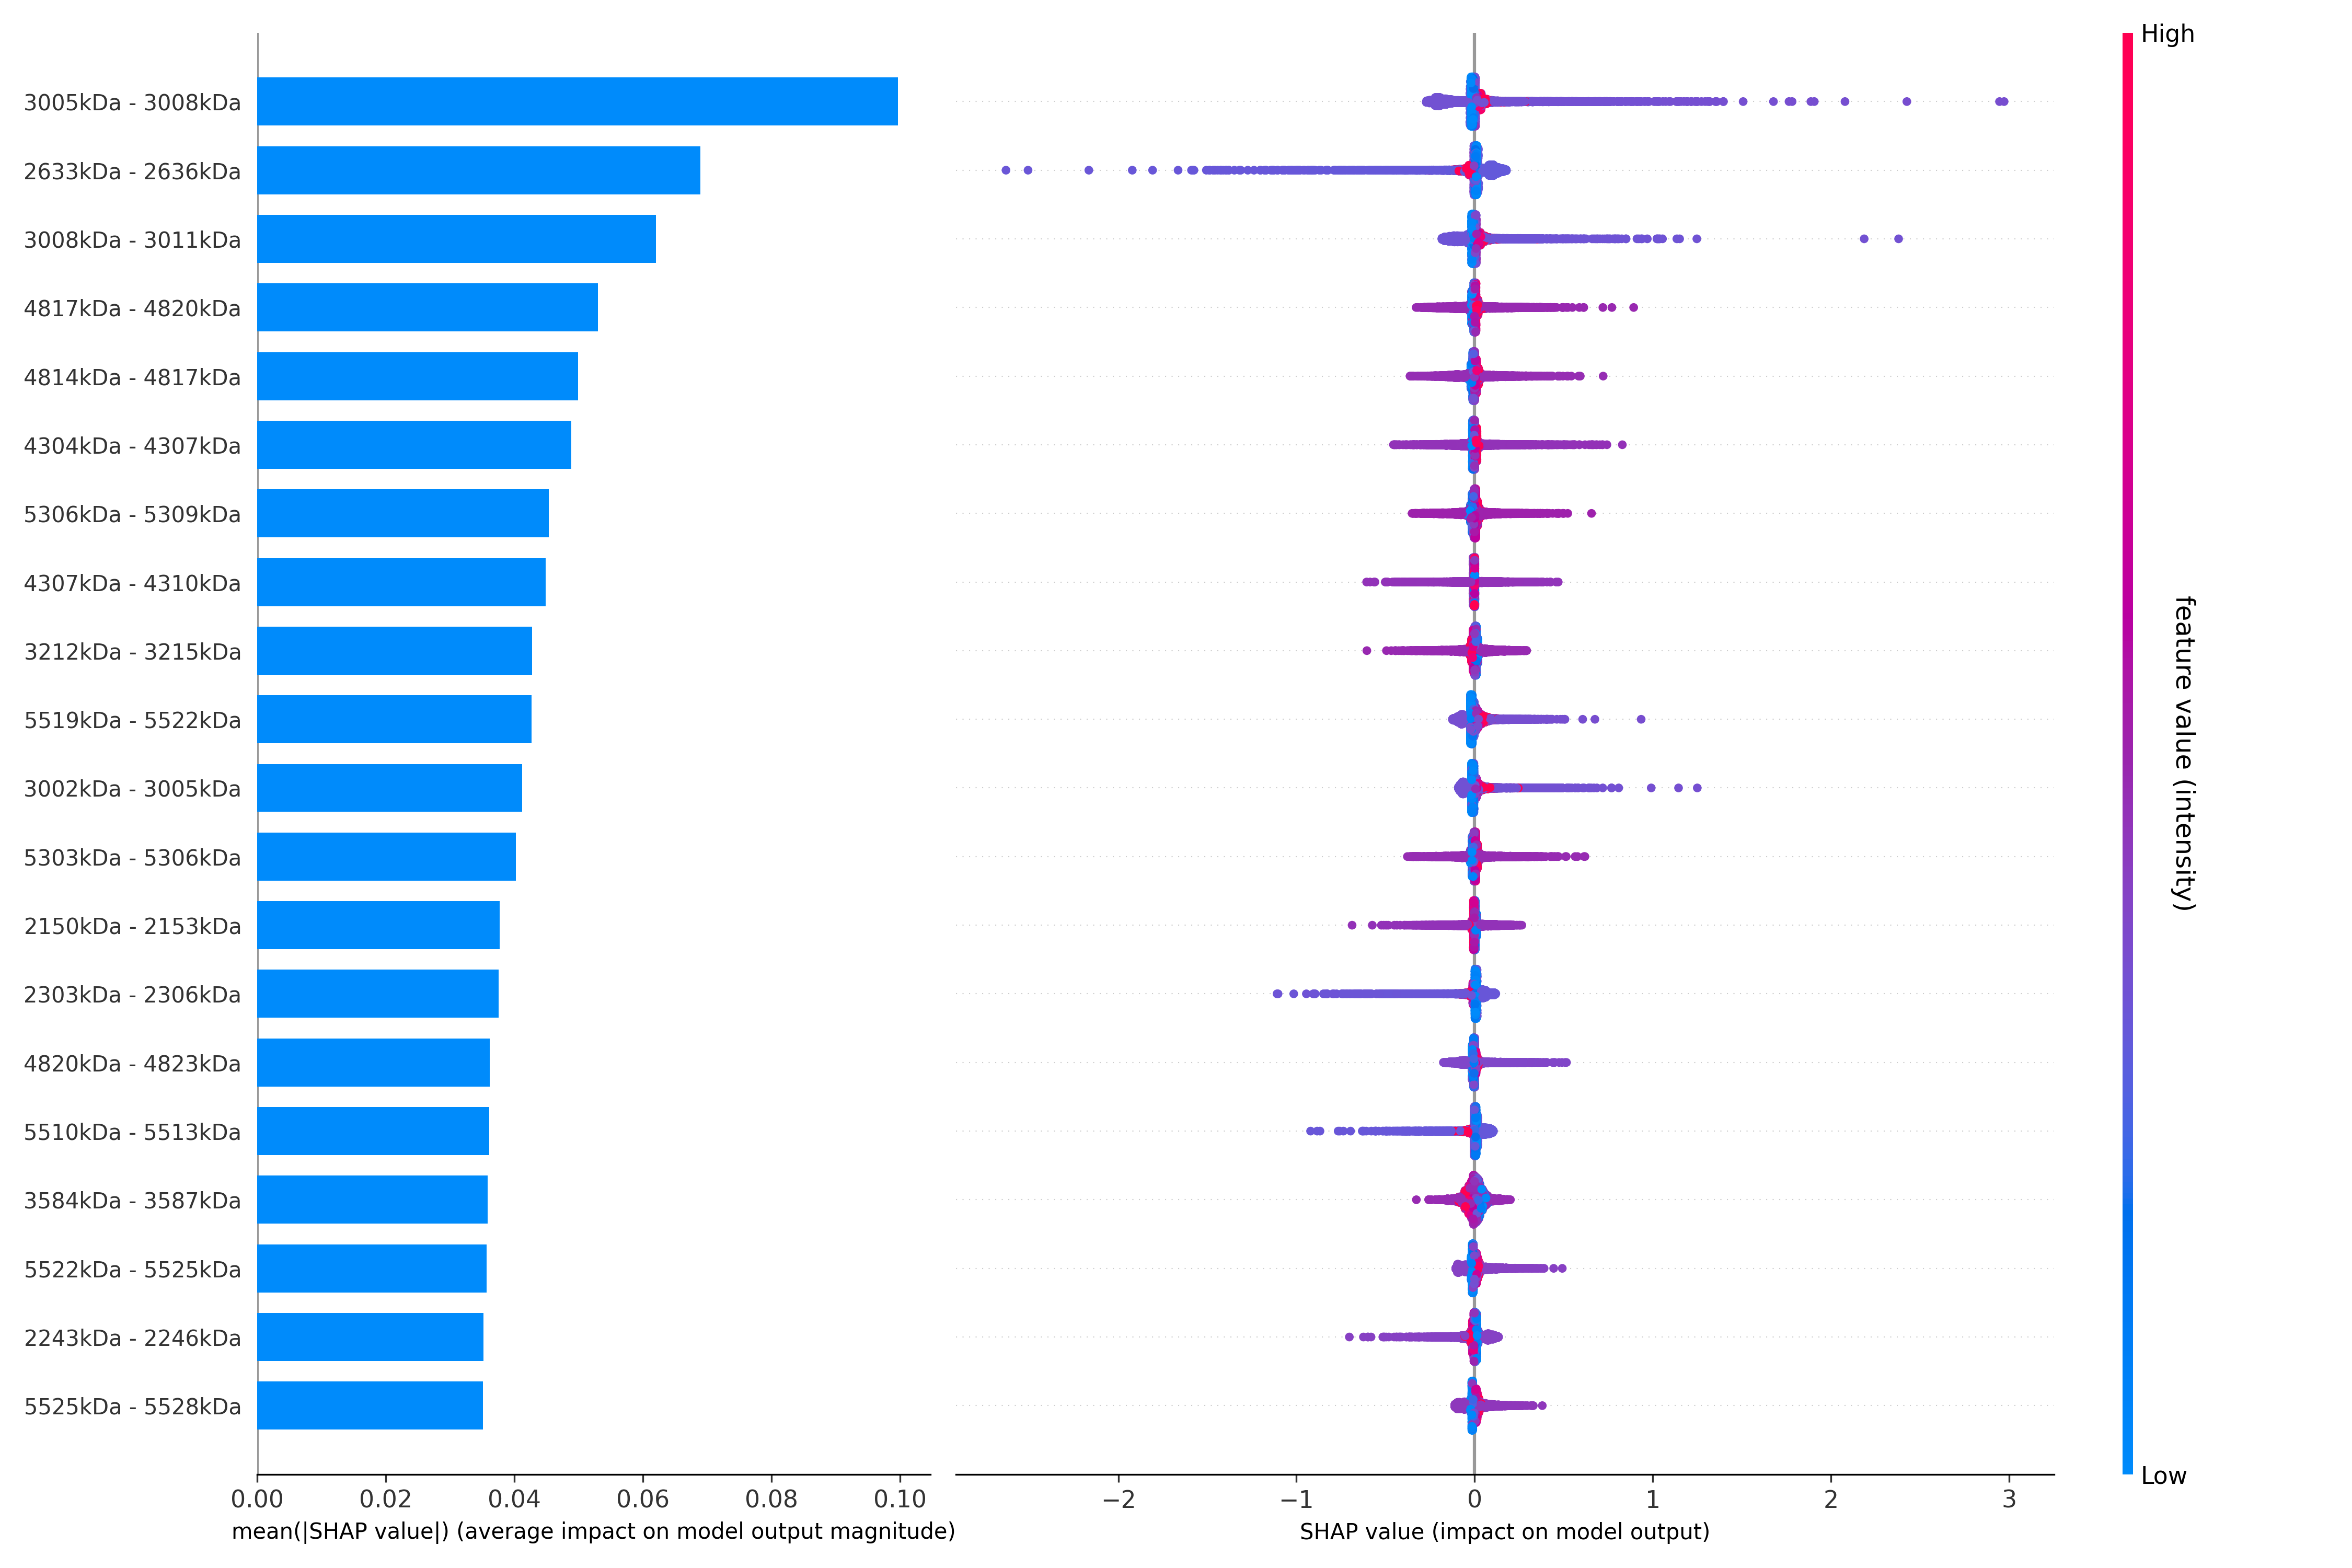 High
3005kDa - 3008kDa
2633kDa - 2636kDa
3008kDa - 3011kDa
4817kDa - 4820kDa
4814kDa - 4817kDa
4304kDa - 4307kDa
5306kDa - 5309kDa
4307kDa - 4310kDa
3212kDa - 3215kDa
5519kDa - 5522kDa
3002kDa - 3005kDa
5303kDa - 5306kDa
2150kDa - 2153kDa
2303kDa - 2306kDa
4820kDa - 4823kDa
5510kDa - 5513kDa
3584kDa - 3587kDa
5522kDa - 5525kDa
2243kDa - 2246kDa
5525kDa - 5528kDa
feature value (intensity)
Low
0.00 0.02 0.04 0.06 0.08 0.10
mean(|SHAP value|) (average impact on model output magnitude)
−2 −1 0 1 2 3
SHAP value (impact on model output)